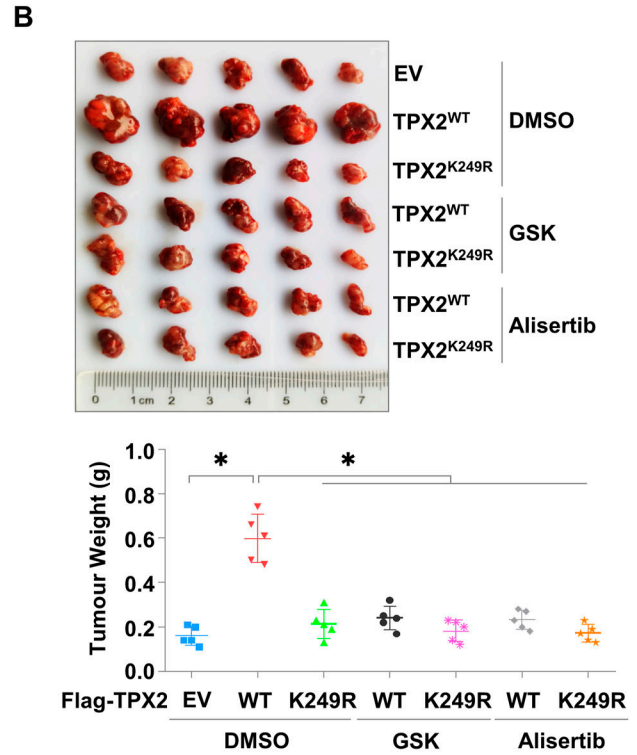 B
EV
TPX2WT
TPX2K249R
DMSO
TPX2WT
TPX2K249R
GSK
TPX2WT
TPX2K249R
Alisertib
0 1 cm 2 3 4 5 6 7
Tumour Weight (g)
1.0
0.8
0.6
0.4
0.2
0.0
* *
Flag-TPX2 EV WT K249R WT K249R WT K249R
DMSO GSK Alisertib